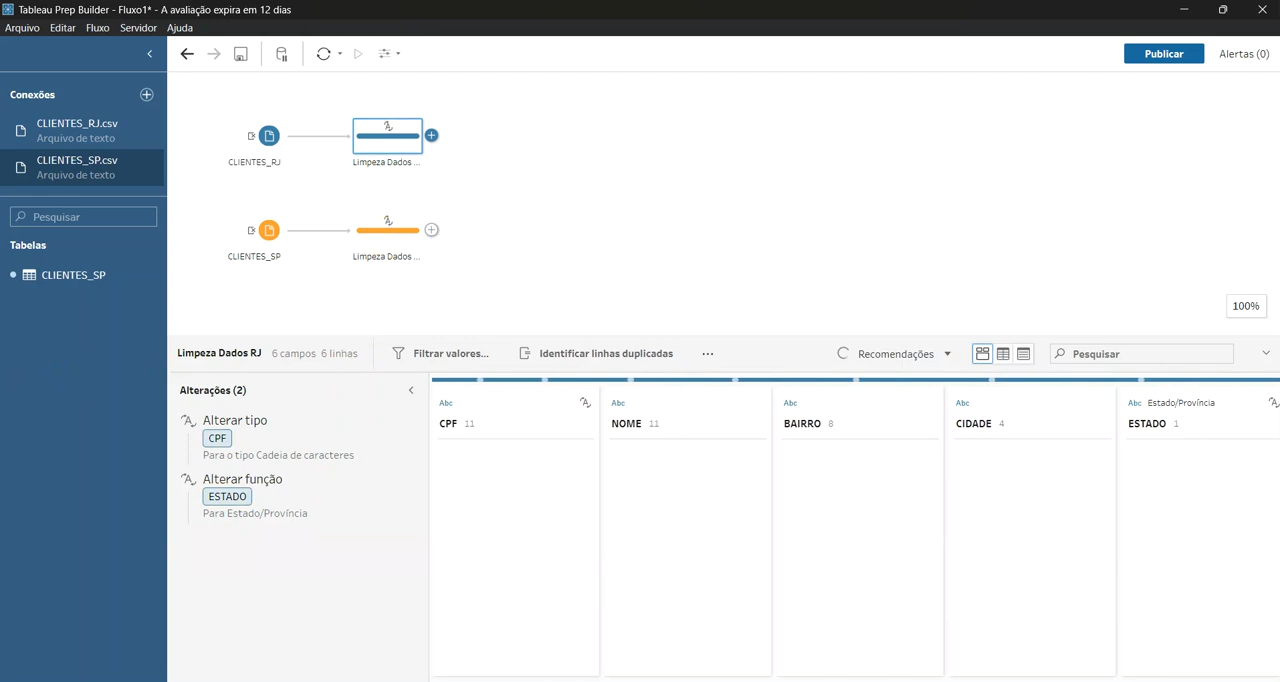 Tableau Prep Builder - Fluxo1* - A avaliação expira em 12 dias
Arquivo Editar Fluxo Servidor Ajuda
Publicar Alertas (0)
Conexões
CLIENTES_RJ.csv
Arquivo de texto
CLIENTES_SP.csv
Arquivo de texto
Pesquisar
Tabelas
CLIENTES_SP
CLIENTES_RJ Limpeza Dados ...
CLIENTES_SP Limpeza Dados ...
100%
Limpeza Dados RJ 6 campos 6 linhas Filtrar valores... Identificar linhas duplicadas ... Recomendações Pesquisar
Alterações (2)
Alterar tipo
CPF
Para o tipo Cadeia de caracteres
Alterar função
ESTADO
Para Estado/Província
Abc Abc Abc Abc Abc Estado/Província
CPF 11 NOME 11 BAIRRO 8 CIDADE 4 ESTADO 1